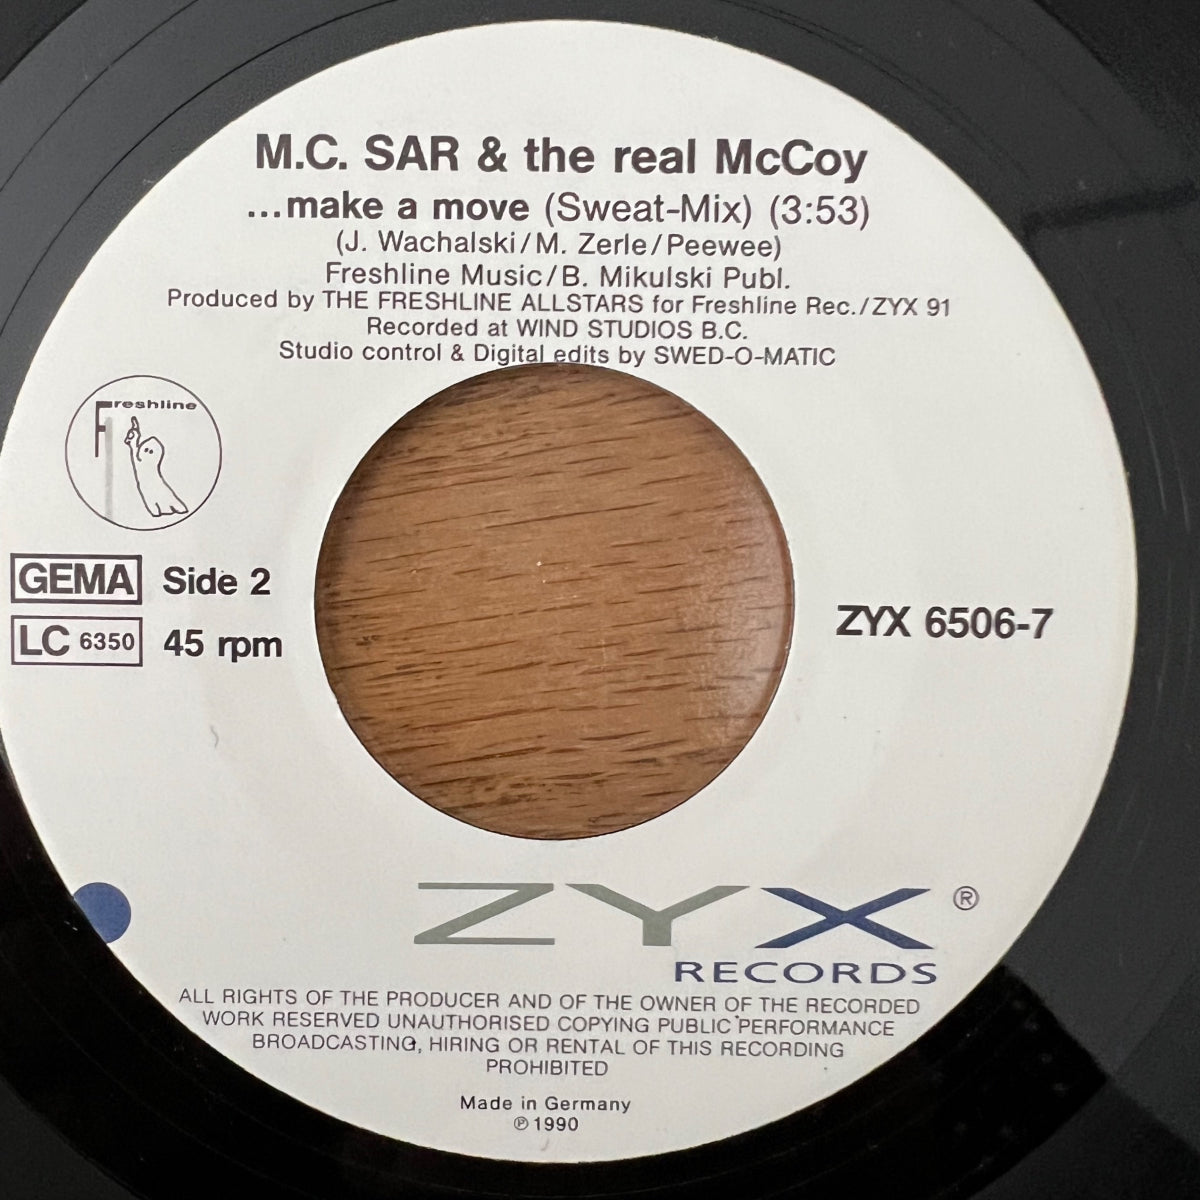 M.C. SAR & the real McCoy
...make a move (Sweat-Mix) (3:53)
(J. Wachalski/M. Zerle/Peewee)
Freshline Music/B. Mikulski Publ.
Produced by THE FRESHLINE ALLSTARS for Freshline Rec./ZYX 91
Recorded at WIND STUDIOS B.C.
Studio control & Digital edits by SWED-O-MATIC
Freshline
GEMA Side 2
LC 6350 45 rpm
ZYX 6506-7
ZYX ®
RECORDS
ALL RIGHTS OF THE PRODUCER AND OF THE OWNER OF THE RECORDED
WORK RESERVED UNAUTHORISED COPYING PUBLIC PERFORMANCE
BROADCASTING, HIRING OR RENTAL OF THIS RECORDING
PROHIBITED
Made in Germany
℗ 1990